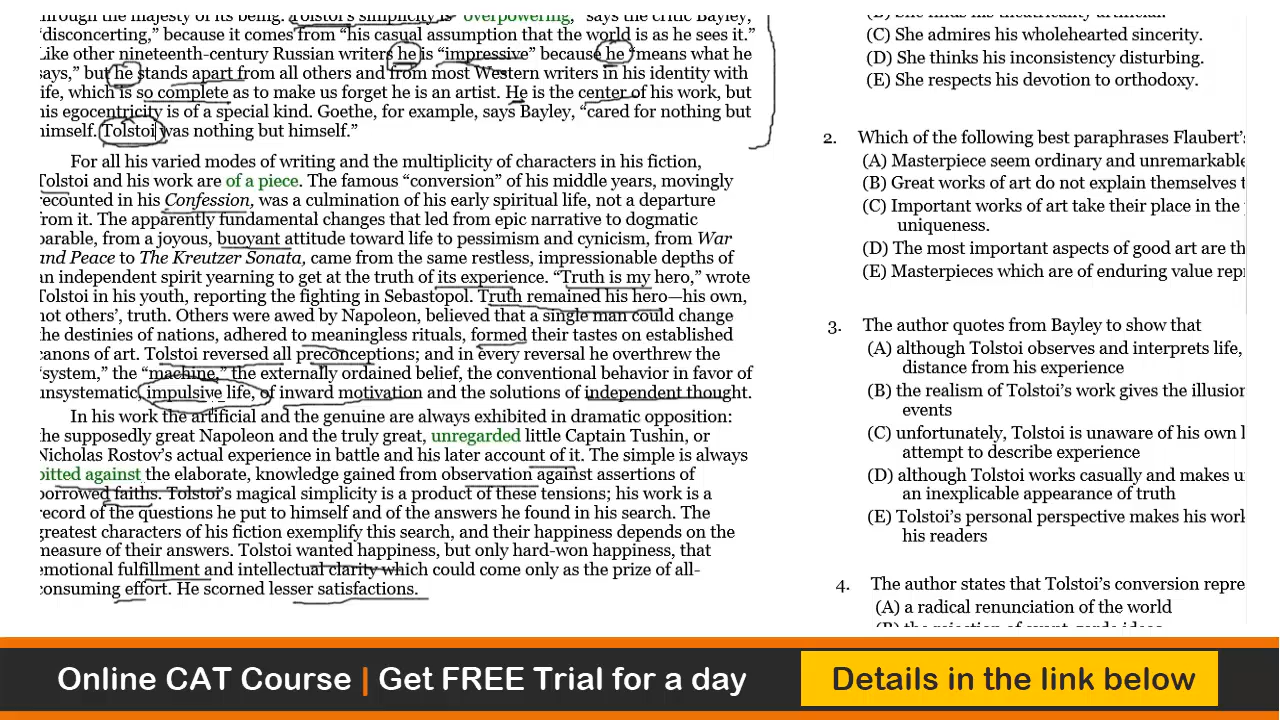 through the majesty of its being. Tolstoi's simplicity is "overpowering," says the critic Bayley,
"disconcerting," because it comes from "his casual assumption that the world is as he sees it."
Like other nineteenth-century Russian writers he is "impressive" because he "means what he
says," but he stands apart from all others and from most Western writers in his identity with
life, which is so complete as to make us forget he is an artist. He is the center of his work, but
his egocentricity is of a special kind. Goethe, for example, says Bayley, "cared for nothing but
himself. Tolstoi was nothing but himself."
For all his varied modes of writing and the multiplicity of characters in his fiction,
Tolstoi and his work are of a piece. The famous "conversion" of his middle years, movingly
recounted in his Confession, was a culmination of his early spiritual life, not a departure
from it. The apparently fundamental changes that led from epic narrative to dogmatic
parable, from a joyous, buoyant attitude toward life to pessimism and cynicism, from War
and Peace to The Kreutzer Sonata, came from the same restless, impressionable depths of
an independent spirit yearning to get at the truth of its experience. "Truth is my hero," wrote
Tolstoi in his youth, reporting the fighting in Sebastopol. Truth remained his hero—his own,
not others', truth. Others were awed by Napoleon, believed that a single man could change
the destinies of nations, adhered to meaningless rituals, formed their tastes on established
canons of art. Tolstoi reversed all preconceptions; and in every reversal he overthrew the
"system," the "machine," the externally ordained belief, the conventional behavior in favor of
unsystematic, impulsive life, of inward motivation and the solutions of independent thought.
In his work the artificial and the genuine are always exhibited in dramatic opposition:
the supposedly great Napoleon and the truly great, unregarded little Captain Tushin, or
Nicholas Rostov's actual experience in battle and his later account of it. The simple is always
pitted against the elaborate, knowledge gained from observation against assertions of
borrowed faiths. Tolstoi's magical simplicity is a product of these tensions; his work is a
record of the questions he put to himself and of the answers he found in his search. The
greatest characters of his fiction exemplify this search, and their happiness depends on the
measure of their answers. Tolstoi wanted happiness, but only hard-won happiness, that
emotional fulfillment and intellectual clarity which could come only as the prize of all-
consuming effort. He scorned lesser satisfactions.
(B) She finds his theatricality artificial.
(C) She admires his wholehearted sincerity.
(D) She thinks his inconsistency disturbing.
(E) She respects his devotion to orthodoxy.
2. Which of the following best paraphrases Flaubert's
(A) Masterpiece seem ordinary and unremarkable
(B) Great works of art do not explain themselves t
(C) Important works of art take their place in the
uniqueness.
(D) The most important aspects of good art are th
(E) Masterpieces which are of enduring value repr
3. The author quotes from Bayley to show that
(A) although Tolstoi observes and interprets life,
distance from his experience
(B) the realism of Tolstoi's work gives the illusion
events
(C) unfortunately, Tolstoi is unaware of his own
attempt to describe experience
(D) although Tolstoi works casually and makes u
an inexplicable appearance of truth
(E) Tolstoi's personal perspective makes his work
his readers
4. The author states that Tolstoi's conversion repre
(A) a radical renunciation of the world
Online CAT Course | Get FREE Trial for a day
Details in the link below